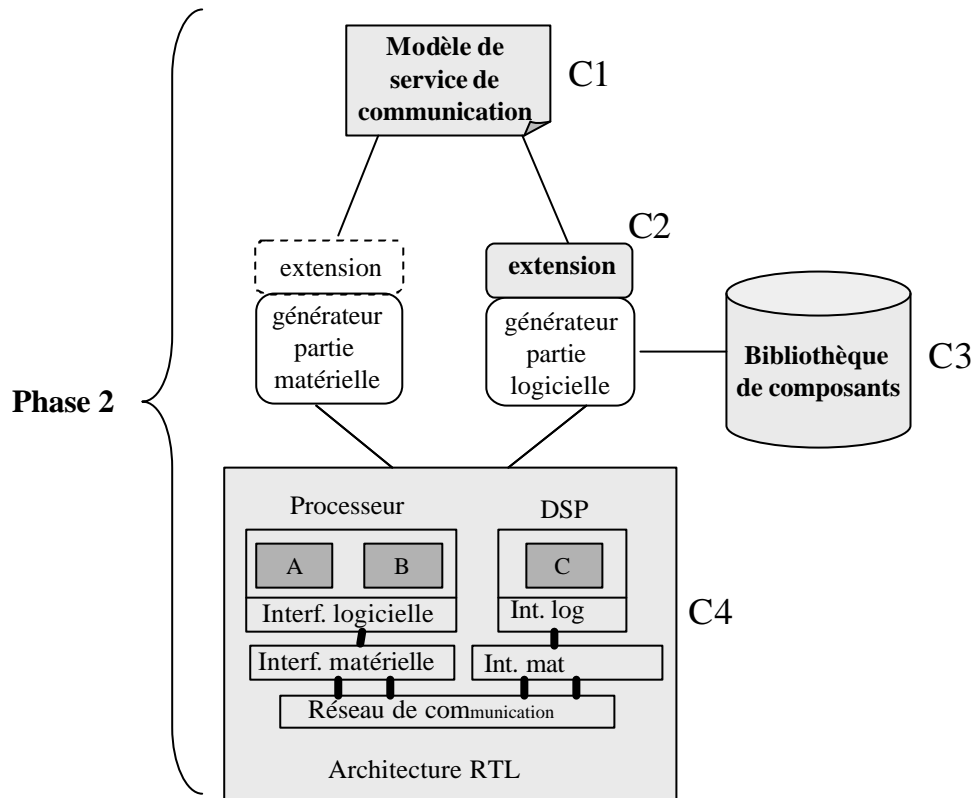 Modèle de
service de
communication
C1
C2
extension
extension
générateur
partie
matérielle
générateur
partie
logicielle
Bibliothèque
de composants
C3
Phase 2
Processeur
DSP
A
B
C
Interf. logicielle
Int. log
C4
Interf. matérielle
Int. mat
Réseau de communication
Architecture RTL